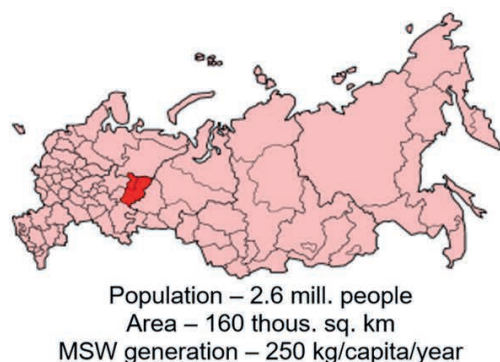 Population – 2.6 mill. people
Area – 160 thous. sq. km
MSW generation – 250 kg/capita/year